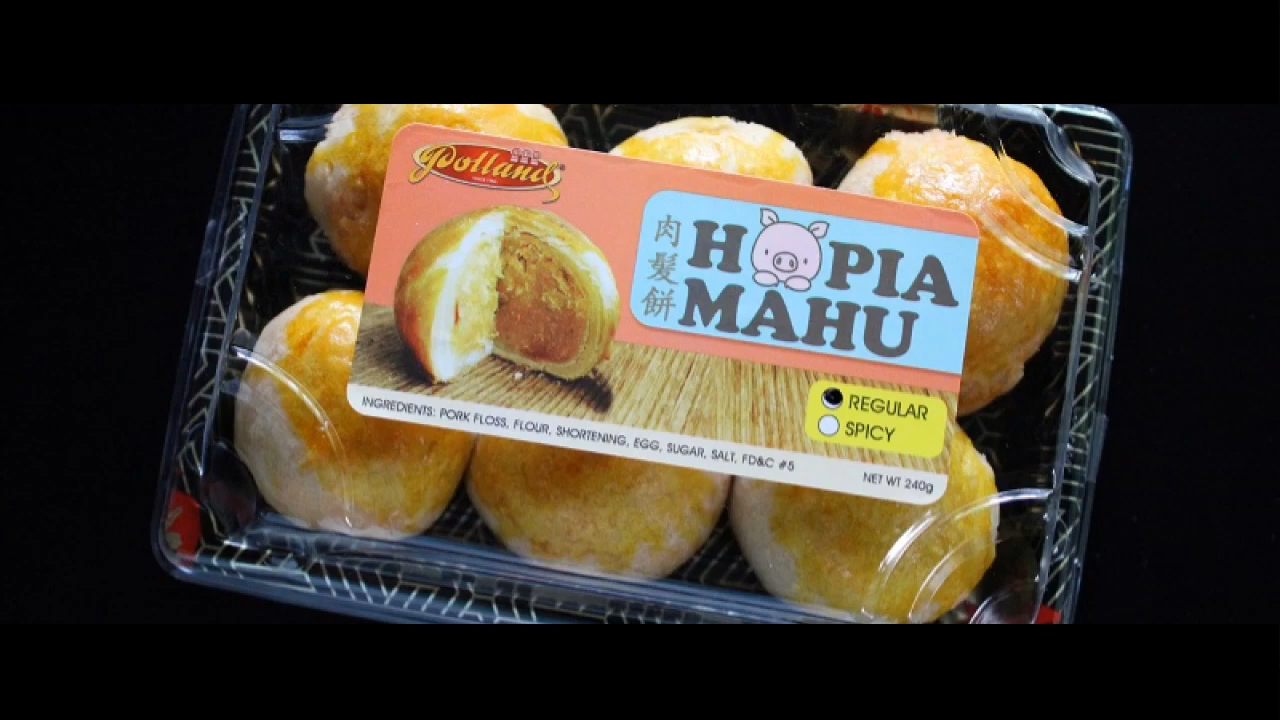 Polland
肉髮餅
HOPIA
MAHU
REGULAR
SPICY
INGREDIENTS: PORK FLOSS, FLOUR, SHORTENING, EGG, SUGAR, SALT, FD&C #5
NET WT 240g